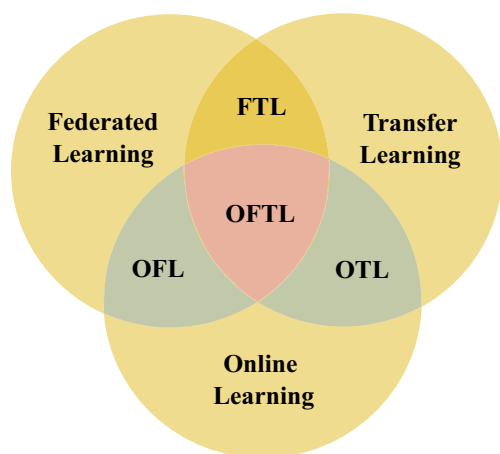 FTL
Federated
Learning
Transfer
Learning
OFTL
OFL
OTL
Online
Learning